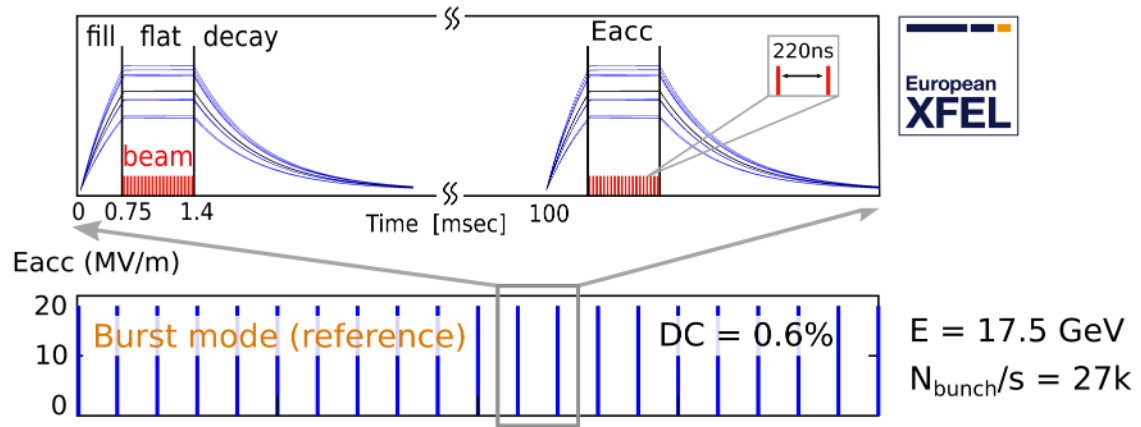 fill flat decay
Eacc
220ns
European
XFEL
beam
0 0.75 1.4
Time [msec]
100
Eacc (MV/m)
20
10
0
Burst mode (reference)
DC = 0.6%
E = 17.5 GeV
N_bunch/s = 27k